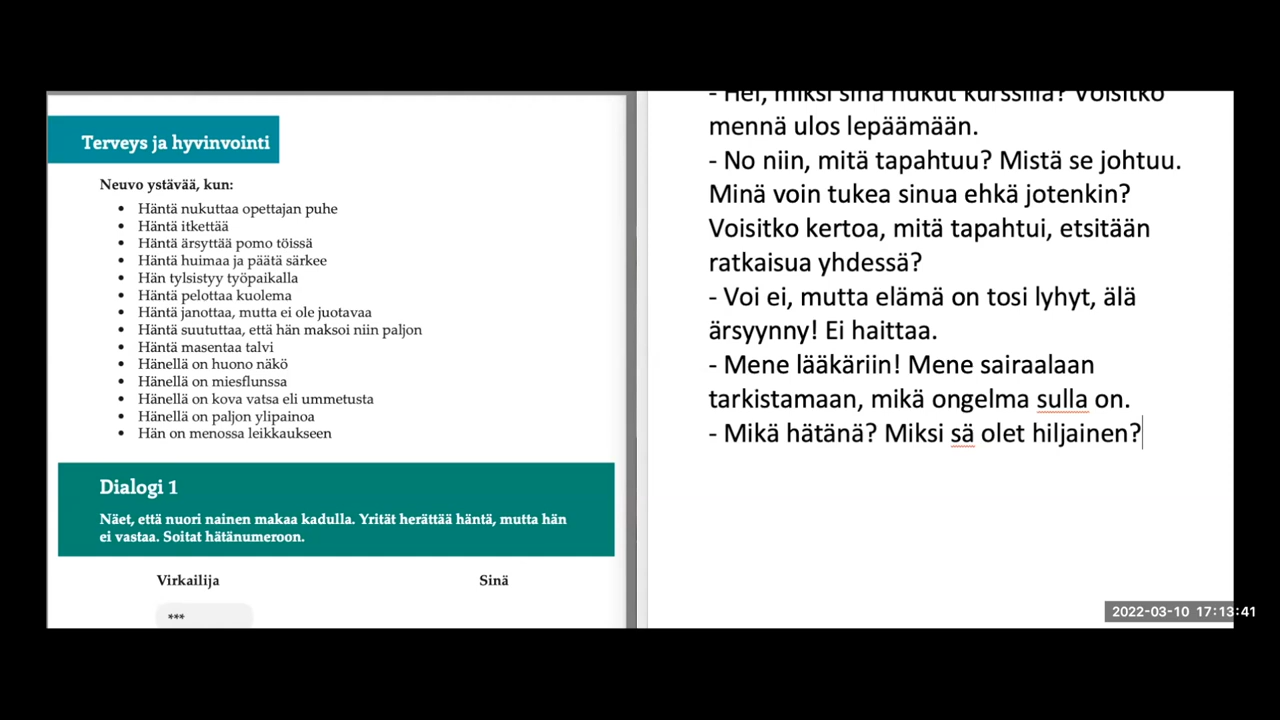 Terveys ja hyvinvointi
Neuvo ystävää, kun:
• Häntä nukuttaa opettajan puhe
• Häntä itkettää
• Häntä ärsyttää pomo töissä
• Häntä huimaa ja päätä särkee
• Hän tylsistyy työpaikalla
• Häntä pelottaa kuolema
• Häntä janottaa, mutta ei ole juotavaa
• Häntä suututtaa, että hän maksoi niin paljon
• Häntä masentaa talvi
• Hänellä on huono näkö
• Hänellä on miesflunssa
• Hänellä on kova vatsa eli ummetusta
• Hänellä on paljon ylipainoa
• Hän on menossa leikkaukseen
Dialogi 1
Näet, että nuori nainen makaa kadulla. Yrität herättää häntä, mutta hän
ei vastaa. Soitat hätänumeroon.
Virkailija Sinä
***
- Hei, miksi sinä nukut kurssilla? Voisitko
mennä ulos lepäämään.
- No niin, mitä tapahtuu? Mistä se johtuu.
Minä voin tukea sinua ehkä jotenkin?
Voisitko kertoa, mitä tapahtui, etsitään
ratkaisua yhdessä?
- Voi ei, mutta elämä on tosi lyhyt, älä
ärsyynny! Ei haittaa.
- Mene lääkäriin! Mene sairaalaan
tarkistamaan, mikä ongelma sulla on.
- Mikä hätänä? Miksi sä olet hiljainen?
2022-03-10 17:13:41